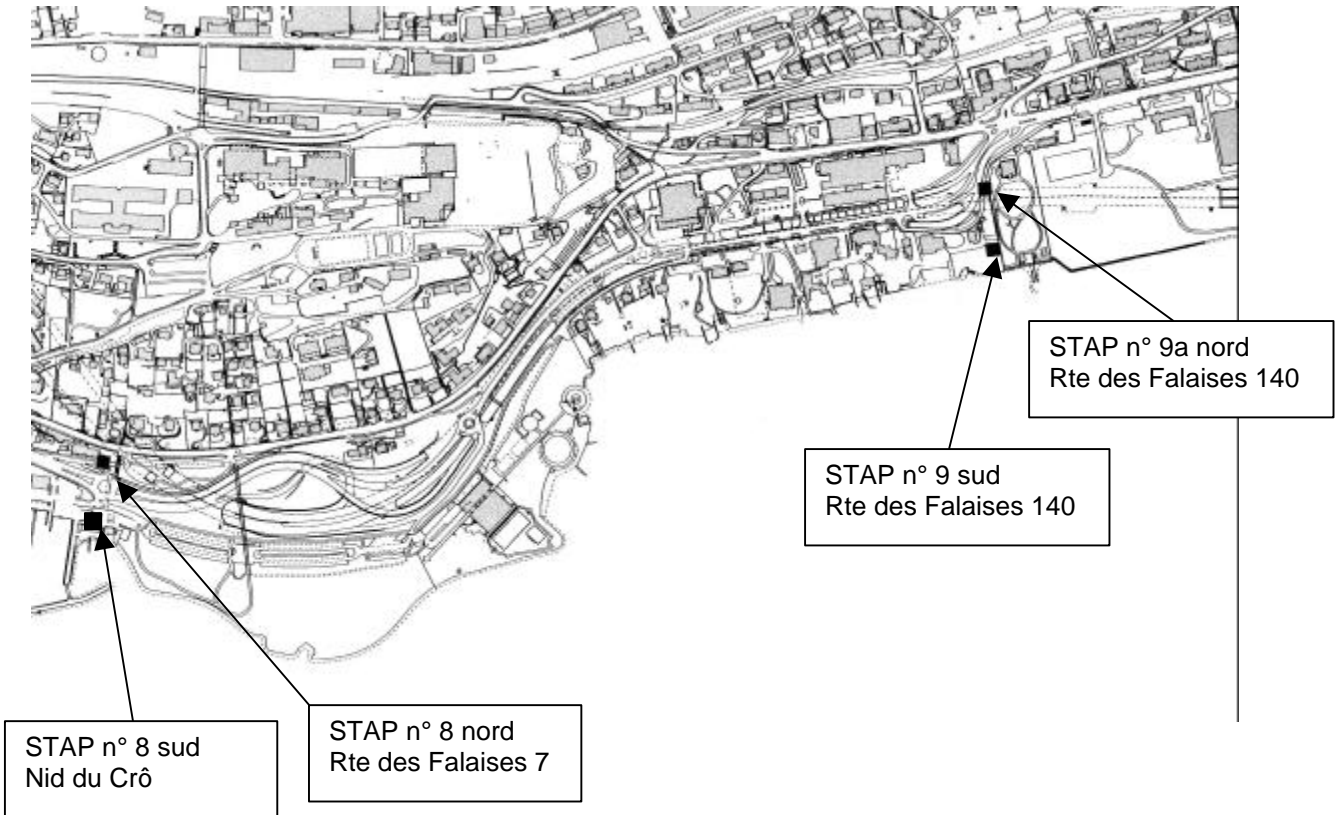 STAP n° 9a nord
Rte des Falaises 140
STAP n° 9 sud
Rte des Falaises 140
STAP n° 8 nord
Rte des Falaises 7
STAP n° 8 sud
Nid du Crô